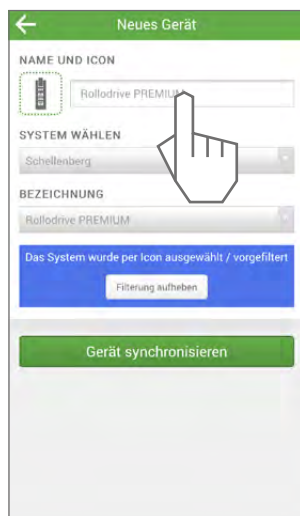 Neues Gerät
NAME UND ICON
Rollodrive PREMIUM
SYSTEM WÄHLEN
Schellenberg
BEZEICHNUNG
Rollodrive PREMIUM
Das System wurde per Icon ausgewählt / vorgefiltert
Filterung aufheben
Gerät synchronisieren